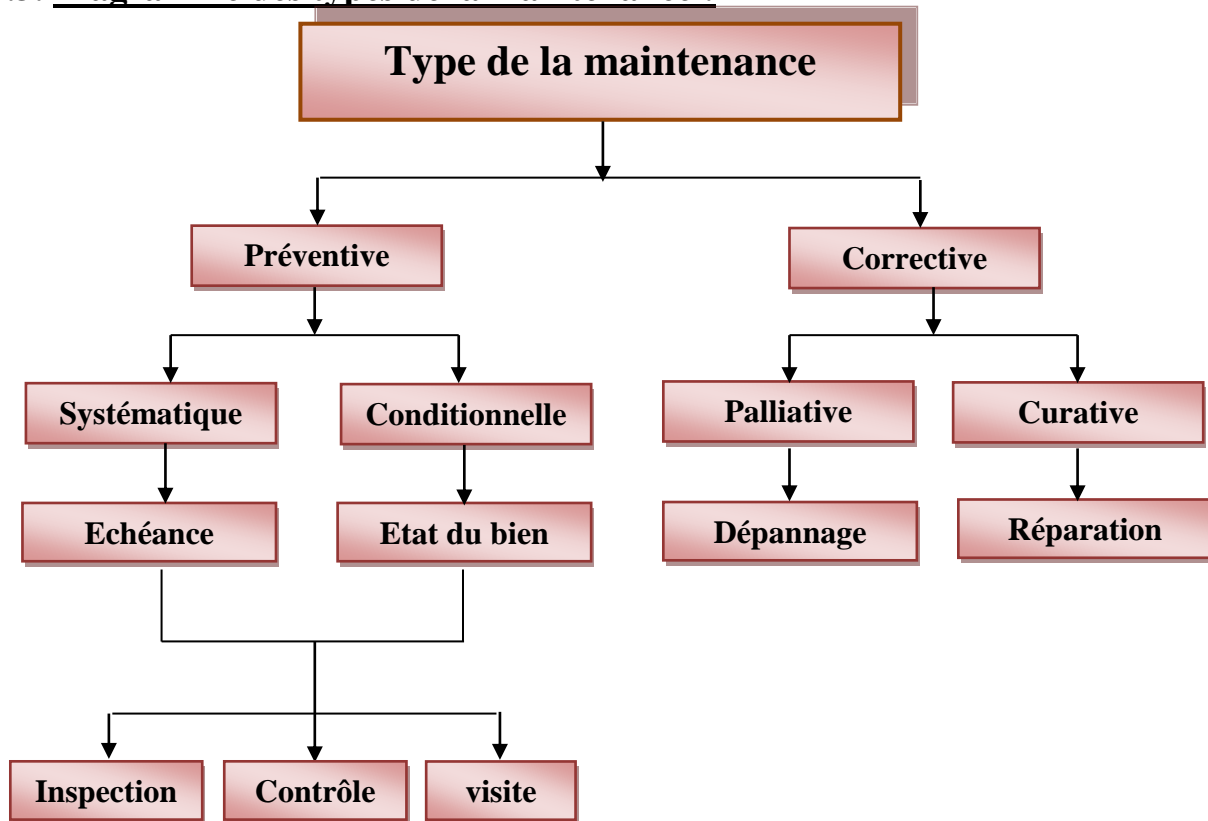 Type de la maintenance
Préventive
Corrective
Systématique
Conditionnelle
Palliative
Curative
Echéance
Etat du bien
Dépannage
Réparation
Inspection
Contrôle
visite